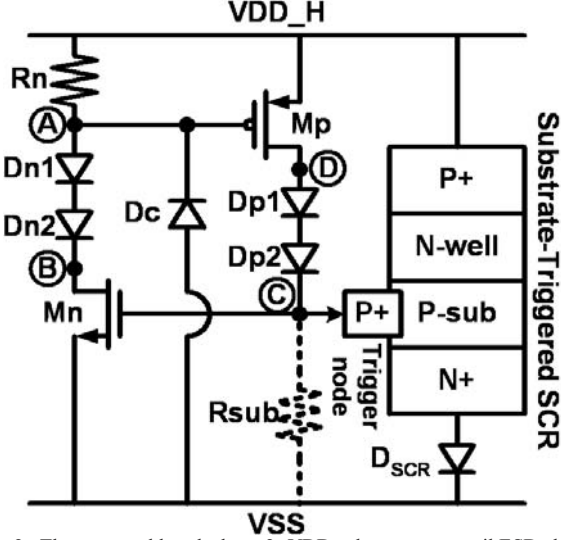 VDD_H
Rn
A
Mp
D
Dn1
Dn2
Dc
Dp1
Dp2
B
C
Mn
P+
N-well
P+
P-sub
N+
Trigger
node
Rsub
DSCR
Substrate-Triggered SCR
VSS